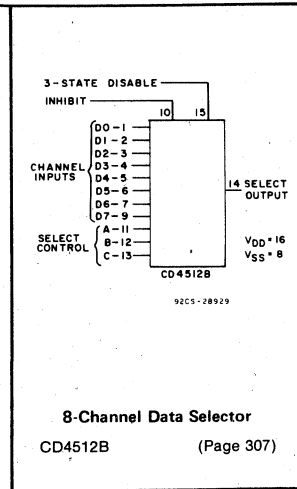 3-STATE DISABLE
INHIBIT
10 15
D0-1
D1-2
D2-3
D3-4
D4-5
D5-6
D6-7
D7-9
CHANNEL
INPUTS
A-11
B-12
C-13
SELECT
CONTROL
14 SELECT
OUTPUT
VDD=16
VSS=8
CD4512B
92CS-28929
8-Channel Data Selector
CD4512B (Page 307)